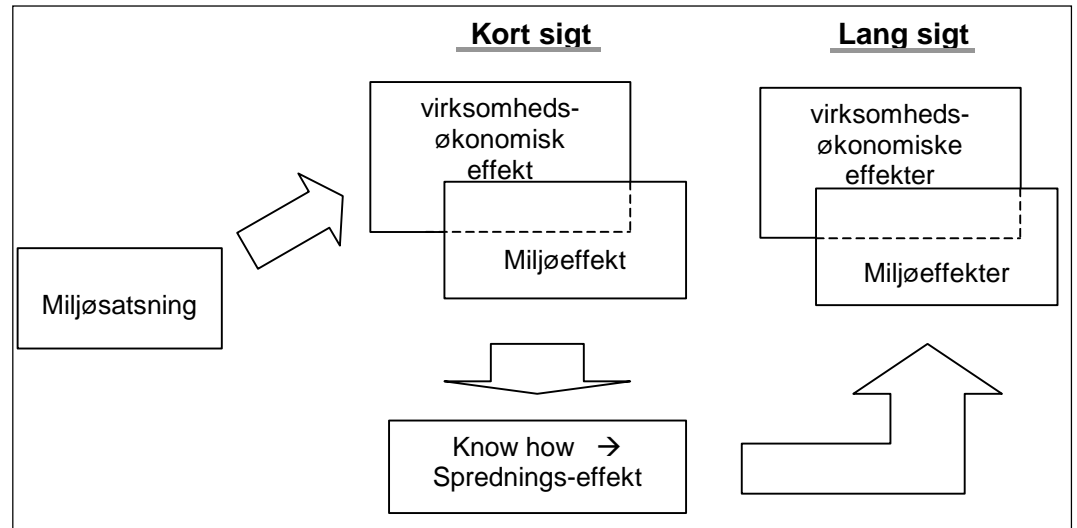 Kort sigt
Lang sigt
virksomheds-
økonomisk
effekt
Miljøeffekt
virksomheds-
økonomiske
effekter
Miljøeffekter
Miljøsatsning
Know how →
Sprednings-effekt